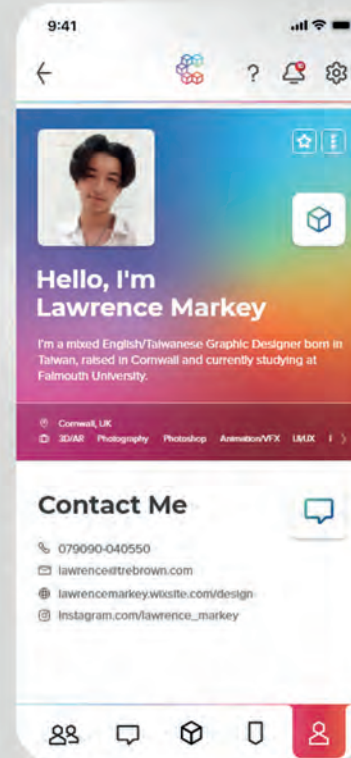 9:41
?
Hello, I'm
Lawrence Markey
I'm a mixed English/Taiwanese Graphic Designer born in
Taiwan, raised in Cornwall and currently studying at
Falmouth University.
Cornwall, UK
3D/AR Photography Photoshop Animation/VFX UI/UX I
Contact Me
079090-040550
lawrence@trebrown.com
lawrencemarkey.wixsite.com/design
Instagram.com/lawrence_markey